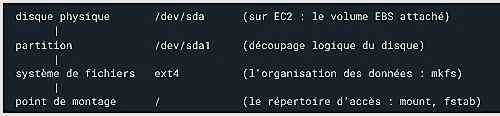 disque physique /dev/sda (sur EC2 : le volume EBS attaché)
|
partition /dev/sda1 (découpage logique du disque)
|
système de fichiers ext4 (l'organisation des données : mkfs)
|
point de montage / (le répertoire d'accès : mount, fstab)